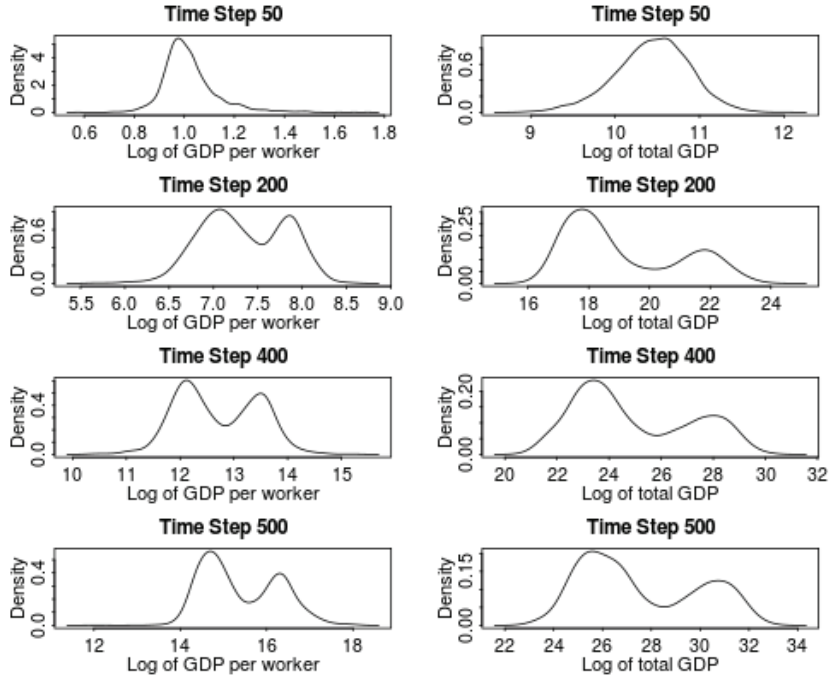 Time Step 50
Density
0 2 4
0.6 0.8 1.0 1.2 1.4 1.6 1.8
Log of GDP per worker
Time Step 50
Density
0.0 0.6
9 10 11 12
Log of total GDP
Time Step 200
Density
0.0 0.6
5.5 6.0 6.5 7.0 7.5 8.0 8.5 9.0
Log of GDP per worker
Time Step 200
Density
0.00 0.25
16 18 20 22 24
Log of total GDP
Time Step 400
Density
0.0 0.4
10 11 12 13 14 15
Log of GDP per worker
Time Step 400
Density
0.00 0.20
20 22 24 26 28 30 32
Log of total GDP
Time Step 500
Density
0.0 0.4
12 14 16 18
Log of GDP per worker
Time Step 500
Density
0.00 0.15
22 24 26 28 30 32 34
Log of total GDP